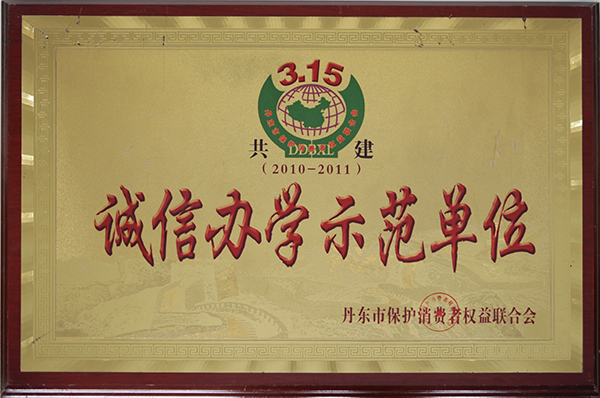 3.15
共 DDBXL 建
(2010-2011)
诚信办学示范单位
丹东市保护消费者权益联合会